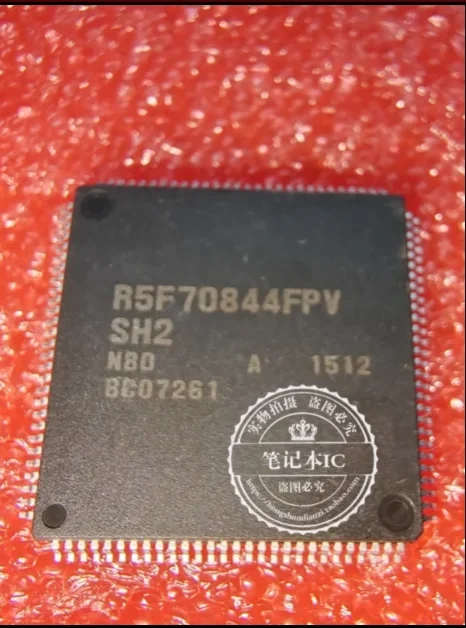 R5F70844FPV
SH2
N80 A 1512
BC07261
实物拍摄 盗图必究
笔记本IC
盗图必究